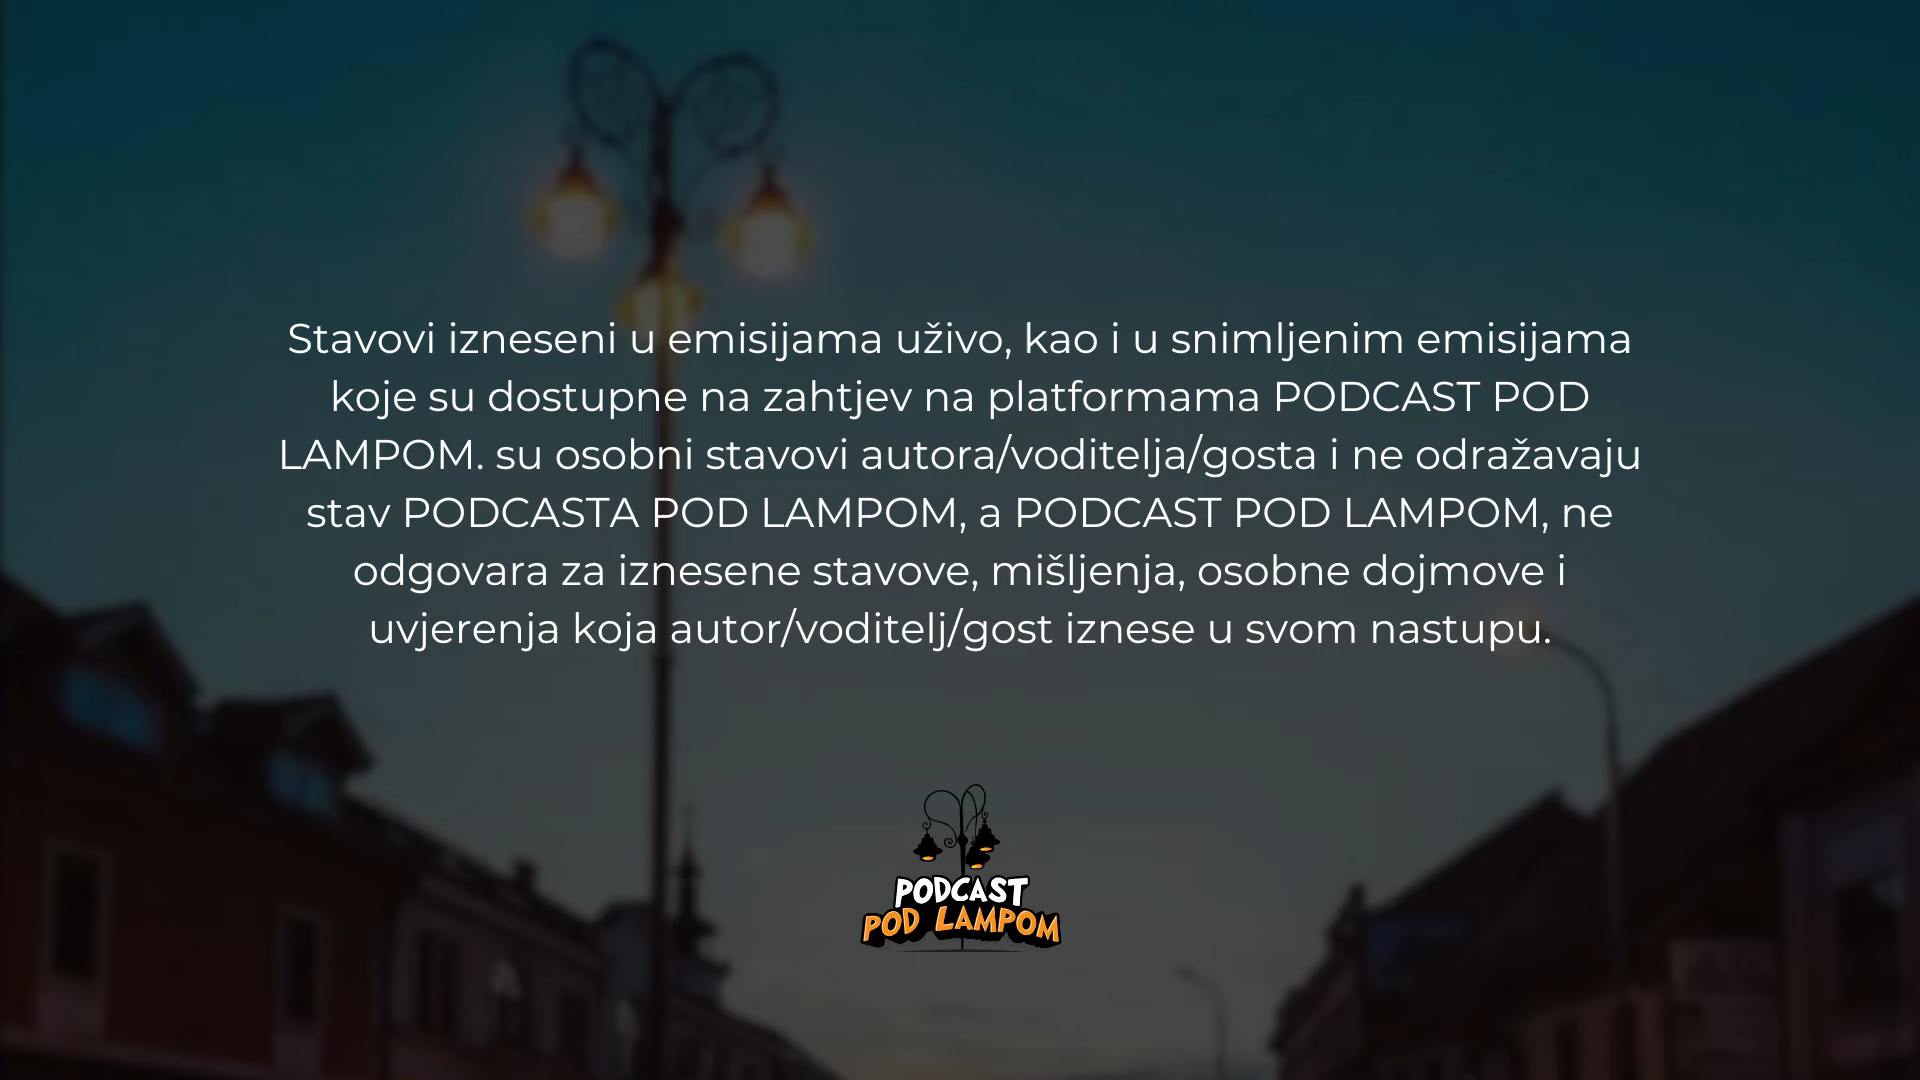 Stavovi izneseni u emisijama uživo, kao i u snimljenim emisijama
koje su dostupne na zahtjev na platformama PODCAST POD
LAMPOM. su osobni stavovi autora/voditelja/gosta i ne odražavaju
stav PODCASTA POD LAMPOM, a PODCAST POD LAMPOM, ne
odgovara za iznesene stavove, mišljenja, osobne dojmove i
uvjerenja koja autor/voditelj/gost iznese u svom nastupu.
PODCAST
POD LAMPOM